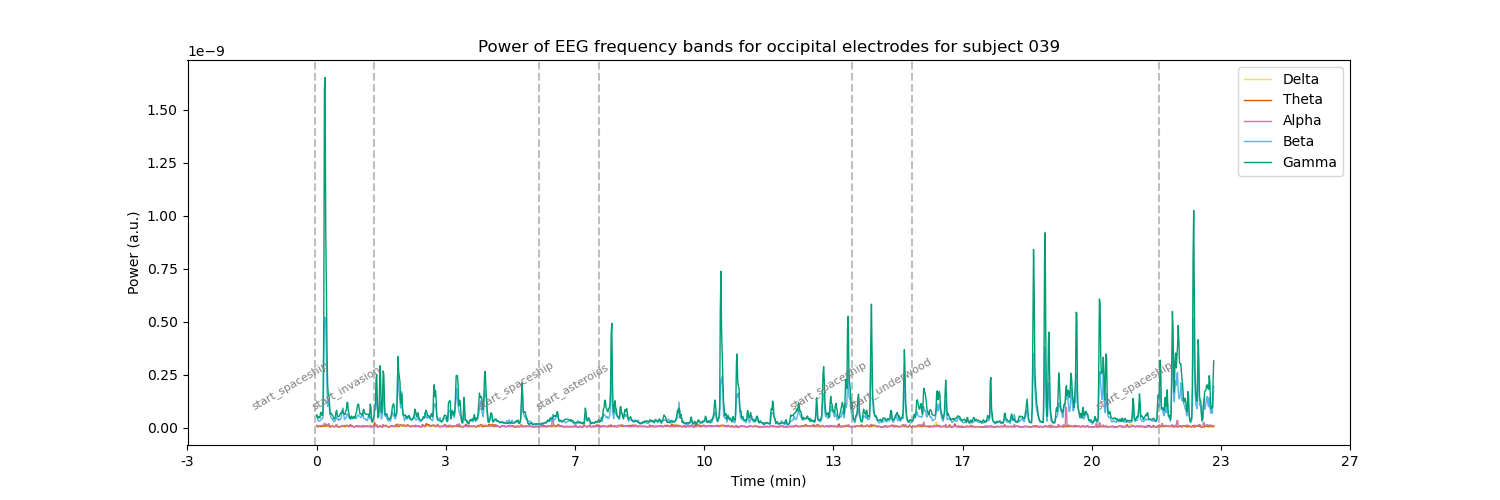 Power of EEG frequency bands for occipital electrodes for subject 039
1e−9
Delta
Theta
Alpha
Beta
Gamma
1.50
1.25
1.00
0.75
0.50
0.25
0.00
Power (a.u.)
start_spaceship
start_invasion
start_spaceship
start_asteroids
start_spaceship
start_underwood
start_spaceship
-3
0
3
7
10
13
17
20
23
27
Time (min)